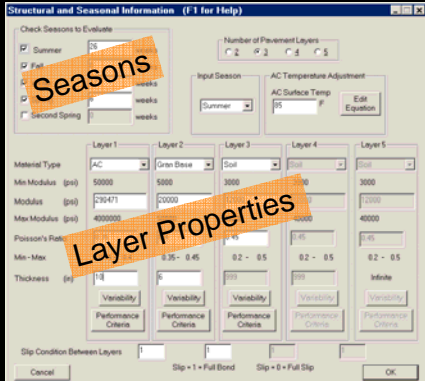 Structural and Seasonal Information (F1 for Help)
Check Seasons to Evaluate
Summer 26 weeks
Fall
weeks
weeks
Second Spring 0 weeks
Seasons
Number of Pavement Layers
2 3 4 5
Input Season
Summer
AC Temperature Adjustment
AC Surface Temp
85 F
Edit Equation
Layer 1 Layer 2 Layer 3 Layer 4 Layer 5
Material Type AC Gran Base Soil Soil Soil
Min Modulus (psi) 50000 5000 3000 3000 3000
Modulus (psi) 290471 20000 12000
Max Modulus (psi) 4000000 40000 40000
Poisson's Ratio 0.45 0.45
Layer Properties
Min - Max 0.35 - 0.4 0.2 - 0.5 0.2 - 0.5 0.2 - 0.5
Thickness (in) 10 6 999 999 Infinite
Variability Variability Variability Variability Variability
Performance Criteria Performance Criteria Performance Criteria Performance Criteria Performance Criteria
Slip Condition Between Layers 1 1 1 1
Slip = 1 = Full Bond Slip = 0 = Full Slip
Cancel OK